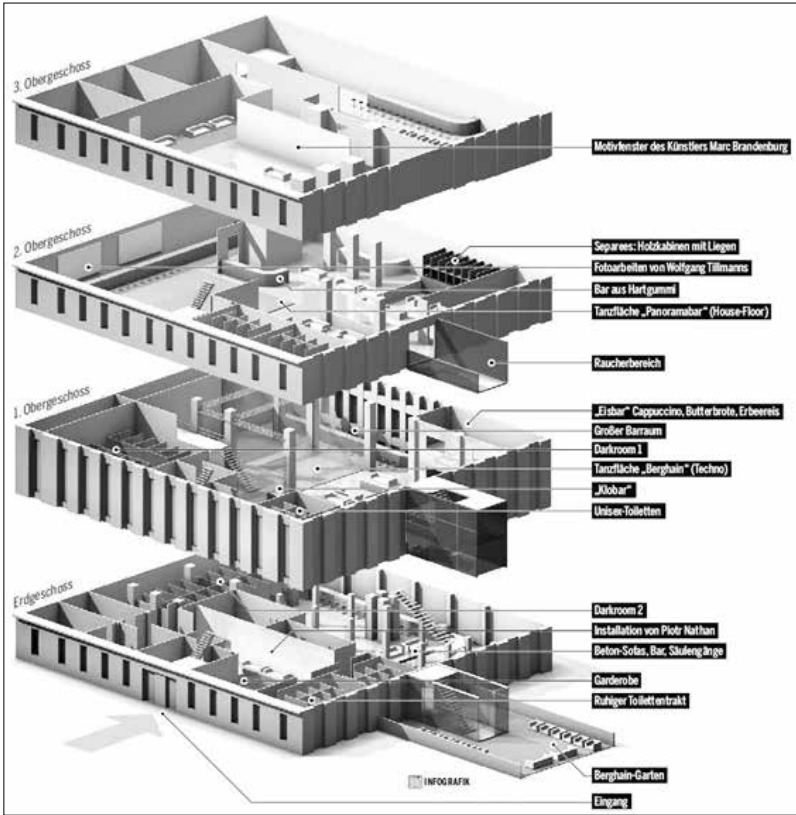 3. Obergeschoss
Motivfenster des Künstlers Marc Brandenburg
2. Obergeschoss
Separees: Holzkabinen mit Liegen
Fotoarbeiten von Wolfgang Tillmanns
Bar aus Hartgummi
Tanzfläche „Panoramabar“ (House-Floor)
Raucherbereich
1. Obergeschoss
„Eisbar“ Cappuccino, Butterbrote, Erbeereis
Großer Barraum
Darkroom 1
Tanzfläche „Berghain“ (Techno)
„Klobar“
Unisex-Toiletten
Erdgeschoss
Darkroom 2
Installation von Piotr Nathan
Beton-Sofas, Bar, Säulengänge
Garderobe
Ruhiger Toilettentrakt
Berghain-Garten
INFOGRAFIK
Eingang